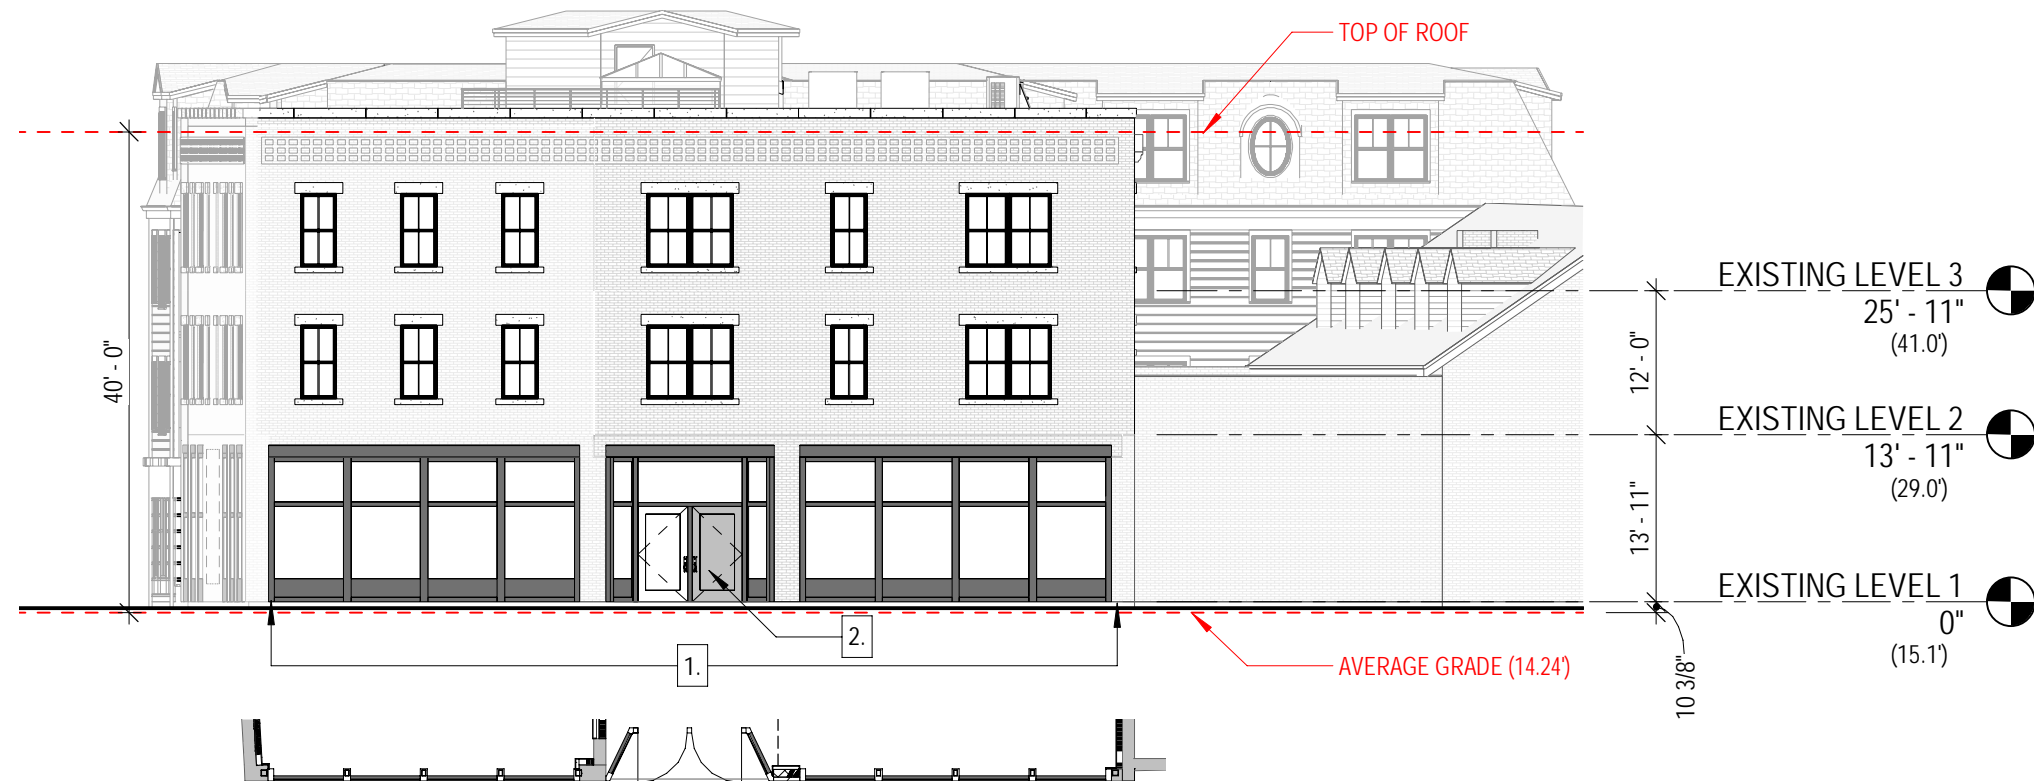 TOP OF ROOF
40' - 0"
EXISTING LEVEL 3
25' - 11"
(41.0')
12' - 0"
EXISTING LEVEL 2
13' - 11"
(29.0')
13' - 11"
EXISTING LEVEL 1
0"
(15.1')
10 3/8"
2.
1.
AVERAGE GRADE (14.24')